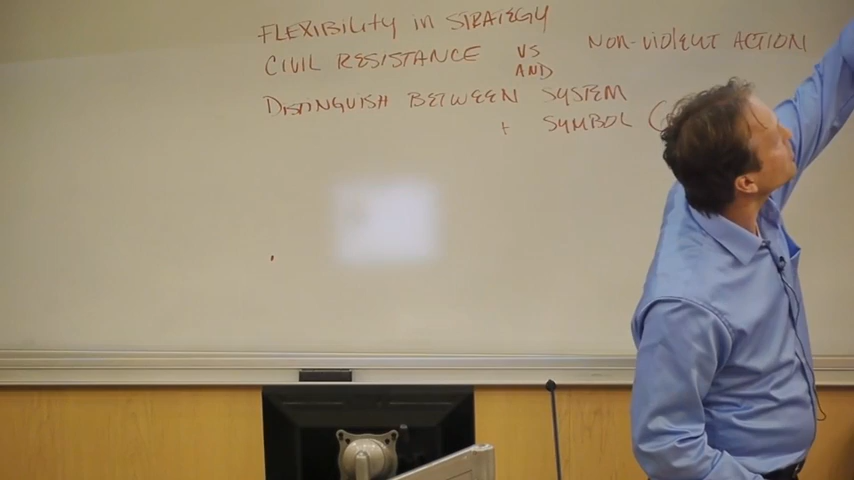 FLEXIBILITY in STRATEGY
CIVIL RESISTANCE VS NON-VIOLENT ACTION
AND
DISTINGUISH BETWEEN SYSTEM
+ SYMBOL (